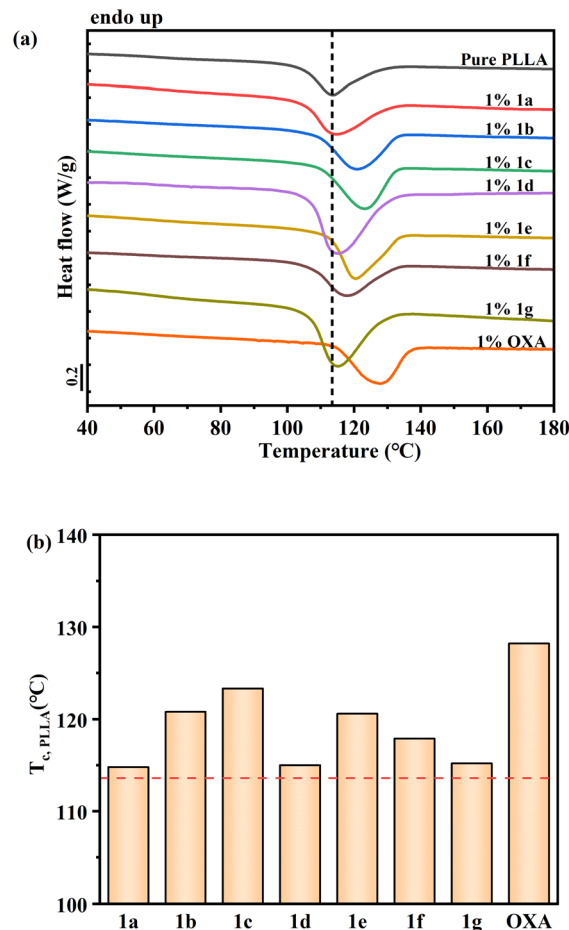 endo up
(a)
Pure PLLA
1% 1a
1% 1b
1% 1c
1% 1d
1% 1e
1% 1f
1% 1g
1% OXA
Heat flow (W/g)
0.2
40 60 80 100 120 140 160 180
Temperature (℃)
(b)
140
130
120
110
100
T c, PLLA (℃)
1a 1b 1c 1d 1e 1f 1g OXA